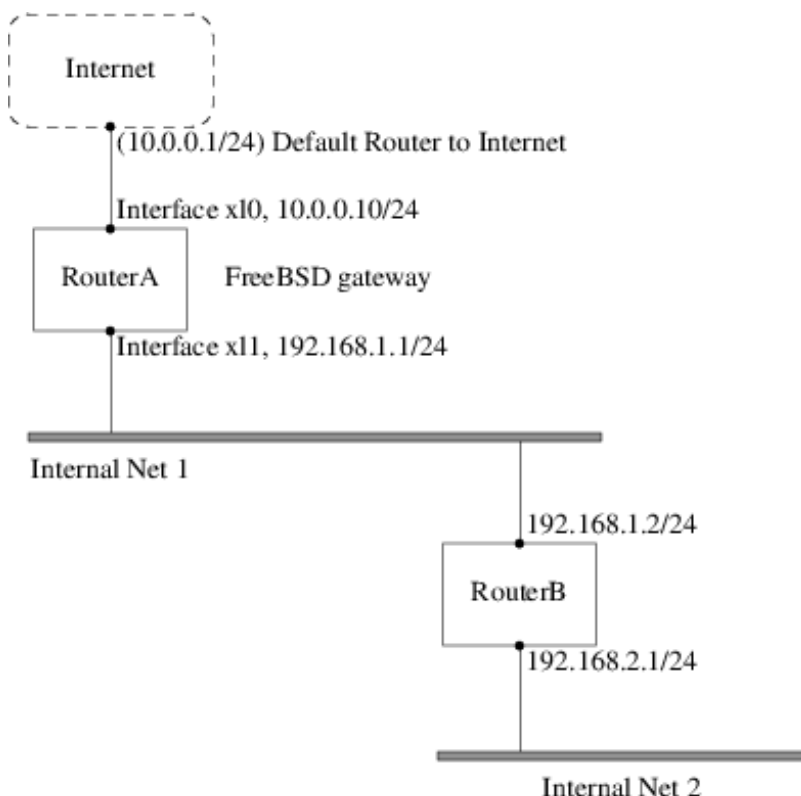 Internet
(10.0.0.1/24) Default Router to Internet
Interface xl0, 10.0.0.10/24
RouterA
FreeBSD gateway
Interface xl1, 192.168.1.1/24
Internal Net 1
192.168.1.2/24
RouterB
192.168.2.1/24
Internal Net 2